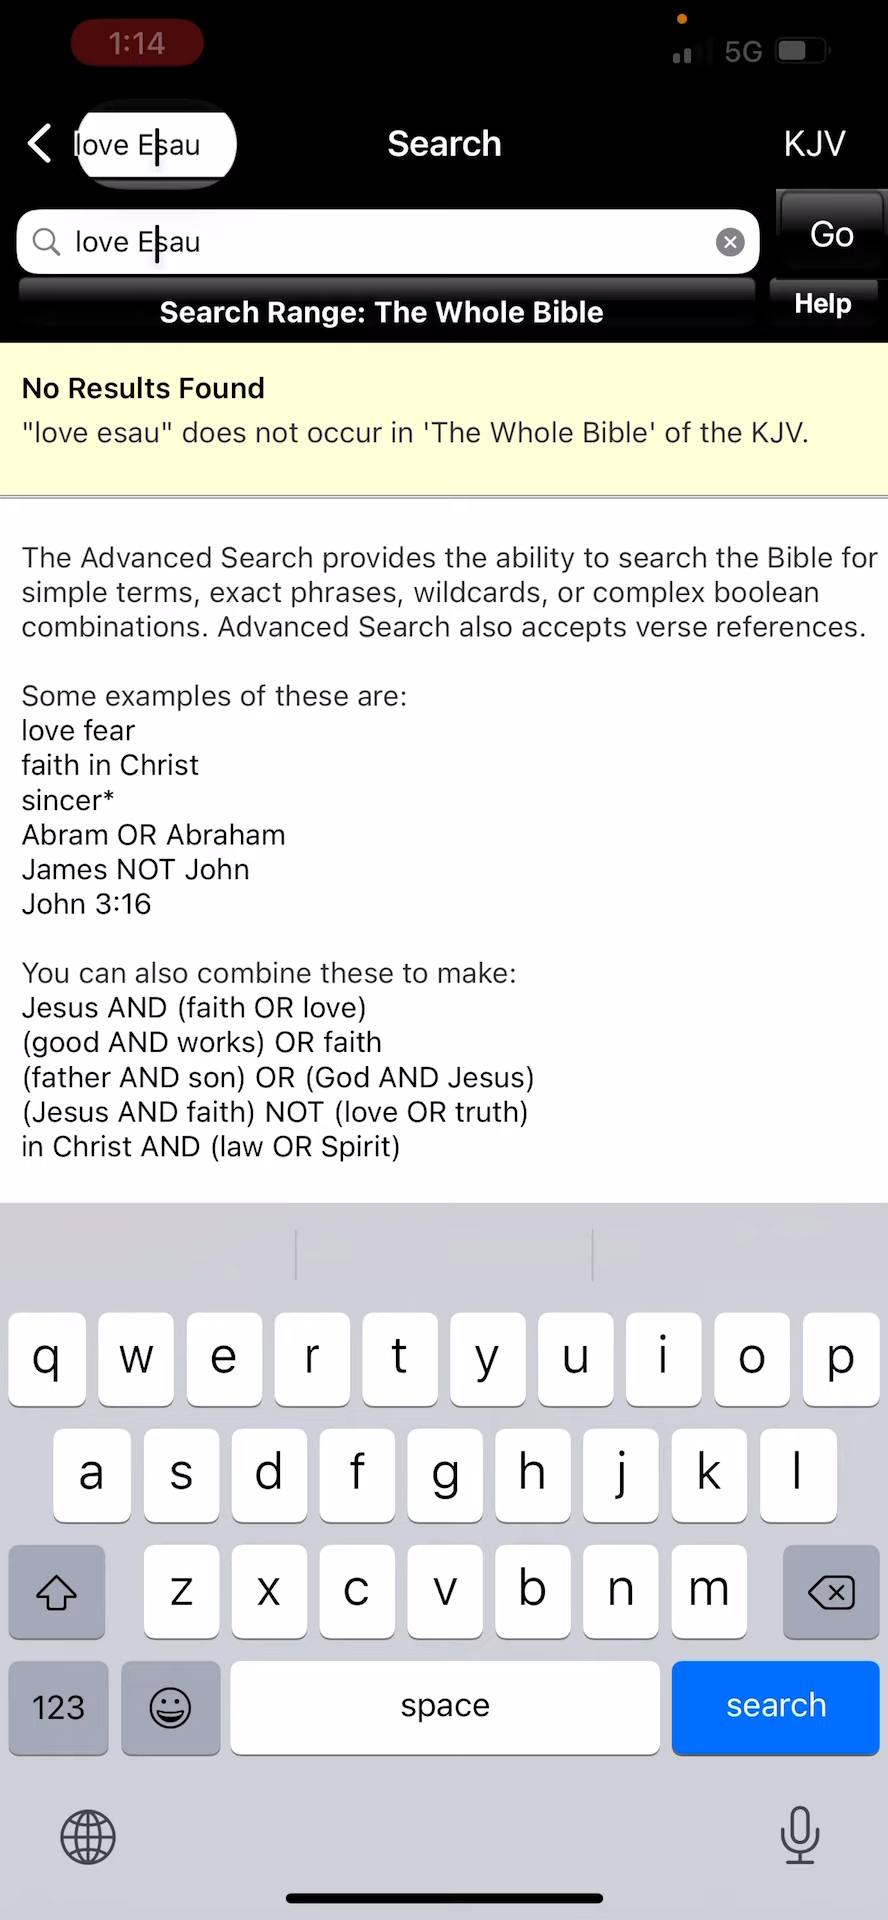 1:14
5G
love Esau
Search
KJV
love Esau
Go
Search Range: The Whole Bible
Help
No Results Found
"love esau" does not occur in 'The Whole Bible' of the KJV.
The Advanced Search provides the ability to search the Bible for
simple terms, exact phrases, wildcards, or complex boolean
combinations. Advanced Search also accepts verse references.
Some examples of these are:
love fear
faith in Christ
sincer*
Abram OR Abraham
James NOT John
John 3:16
You can also combine these to make:
Jesus AND (faith OR love)
(good AND works) OR faith
(father AND son) OR (God AND Jesus)
(Jesus AND faith) NOT (love OR truth)
in Christ AND (law OR Spirit)
q w e r t y u i o p
a s d f g h j k l
z x c v b n m
123 space search